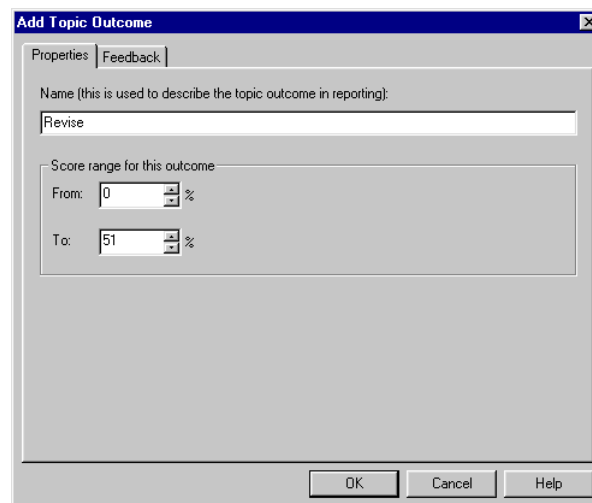 Add Topic Outcome
Properties Feedback
Name (this is used to describe the topic outcome in reporting):
Revise
Score range for this outcome
From: 0 %
To: 51 %
OK Cancel Help